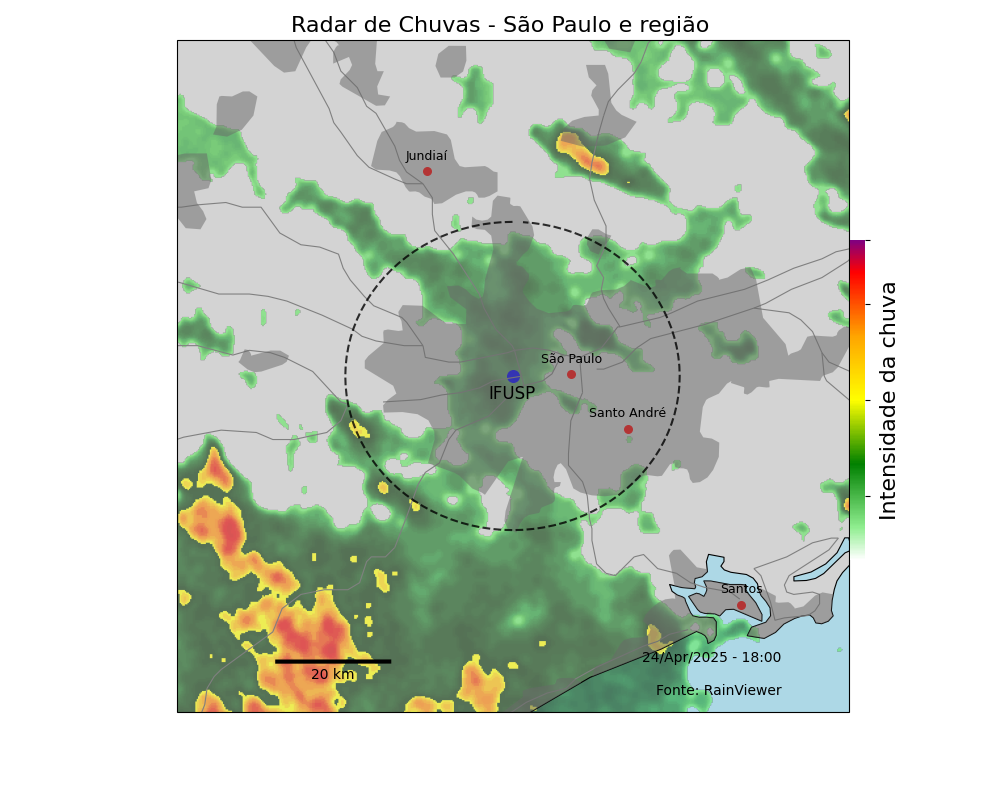 Radar de Chuvas - São Paulo e região
Jundiaí
São Paulo
IFUSP
Santo André
Intensidade da chuva
Santos
24/Apr/2025 - 18:00
20 km
Fonte: RainViewer